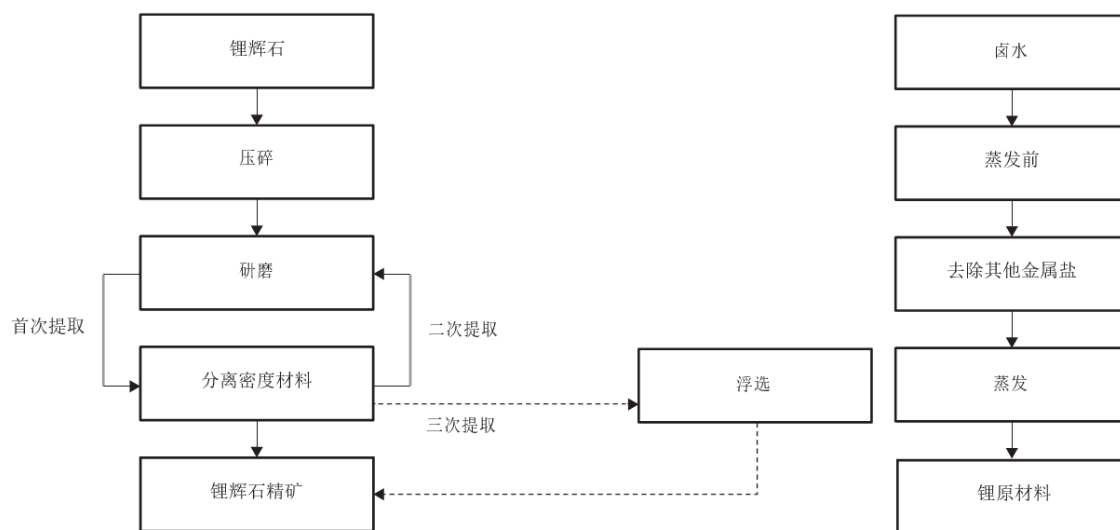 锂辉石
压碎
研磨
首次提取
二次提取
分离密度材料
三次提取
浮选
锂辉石精矿
卤水
蒸发前
去除其他金属盐
蒸发
锂原材料